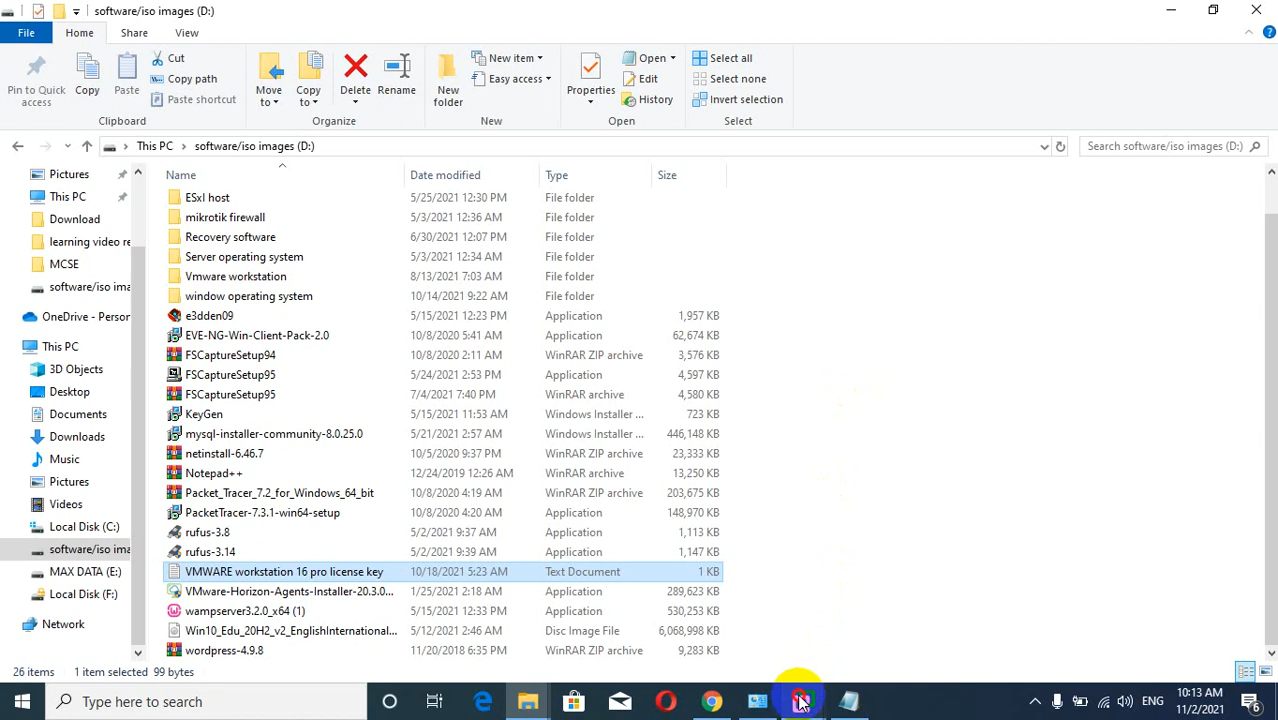 software/iso images (D:)
File Home Share View
Pin to Quick access
Copy
Paste
Cut
Copy path
Paste shortcut
Clipboard
Move to
Copy to
Delete
Rename
Organize
New folder
New item
Easy access
New
Properties
Open
Edit
History
Open
Select all
Select none
Invert selection
Select
This PC software/iso images (D:)
Search software/iso images (D:)
Pictures
This PC
Download
learning video re
MCSE
software/iso ima
OneDrive - Person
This PC
3D Objects
Desktop
Documents
Downloads
Music
Pictures
Videos
Local Disk (C:)
software/iso ima
MAX DATA (E:)
Local Disk (F:)
Network
Name Date modified Type Size
ESxI host 5/25/2021 12:30 PM File folder
mikrotik firewall 5/3/2021 12:36 AM File folder
Recovery software 6/30/2021 12:07 PM File folder
Server operating system 5/3/2021 12:34 AM File folder
Vmware workstation 8/13/2021 7:03 AM File folder
window operating system 10/14/2021 9:22 AM File folder
e3dden09 5/15/2021 12:23 PM Application 1,957 KB
EVE-NG-Win-Client-Pack-2.0 10/8/2020 5:41 AM Application 62,674 KB
FSCaptureSetup94 10/8/2020 2:11 AM WinRAR ZIP archive 3,576 KB
FSCaptureSetup95 5/24/2021 2:53 PM Application 4,597 KB
FSCaptureSetup95 7/4/2021 7:40 PM WinRAR archive 4,580 KB
KeyGen 5/15/2021 11:53 AM Windows Installer ... 723 KB
mysql-installer-community-8.0.25.0 5/21/2021 2:57 AM Windows Installer ... 446,148 KB
netinstall-6.46.7 10/5/2020 9:37 PM WinRAR ZIP archive 23,333 KB
Notepad++ 12/24/2019 12:26 AM WinRAR archive 13,250 KB
Packet_Tracer_7.2_for_Windows_64_bit 10/8/2020 4:19 AM WinRAR ZIP archive 203,675 KB
PacketTracer-7.3.1-win64-setup 10/8/2020 4:20 AM Application 148,970 KB
rufus-3.8 5/2/2021 9:37 AM Application 1,113 KB
rufus-3.14 5/2/2021 9:39 AM Application 1,147 KB
VMWARE workstation 16 pro license key 10/18/2021 5:23 AM Text Document 1 KB
VMware-Horizon-Agents-Installer-20.3.0... 1/25/2021 2:18 AM Application 289,623 KB
wampserver3.2.0_x64 (1) 5/15/2021 12:33 PM Application 530,253 KB
Win10_Edu_20H2_v2_EnglishInternational... 5/12/2021 2:46 AM Disc Image File 6,068,998 KB
wordpress-4.9.8 11/20/2018 6:35 PM WinRAR ZIP archive 9,283 KB
26 items 1 item selected 99 bytes
Type here to search
ENG
10:13 AM
11/2/2021
6